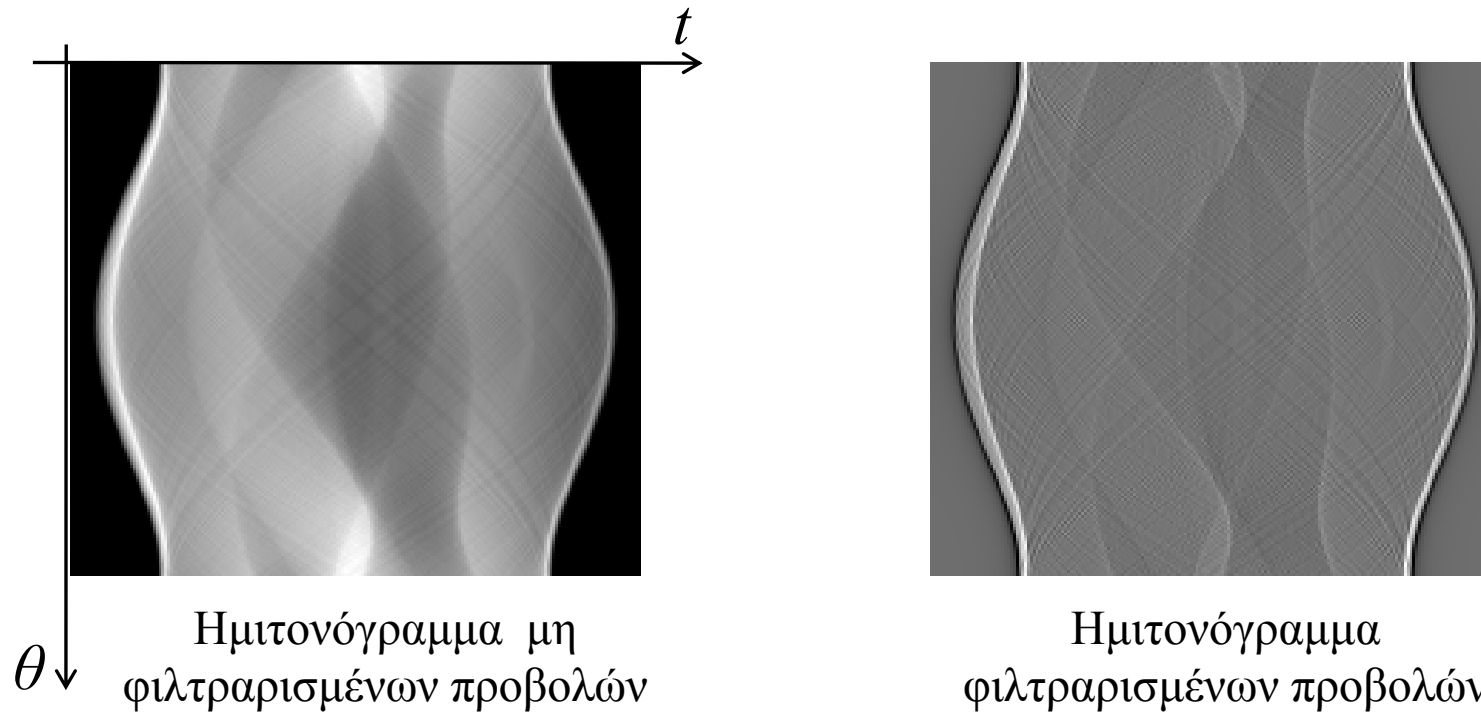 t
θ
Ημιτονόγραμμα μη
φιλτραρισμένων προβολών
Ημιτονόγραμμα
φιλτραρισμένων προβολών